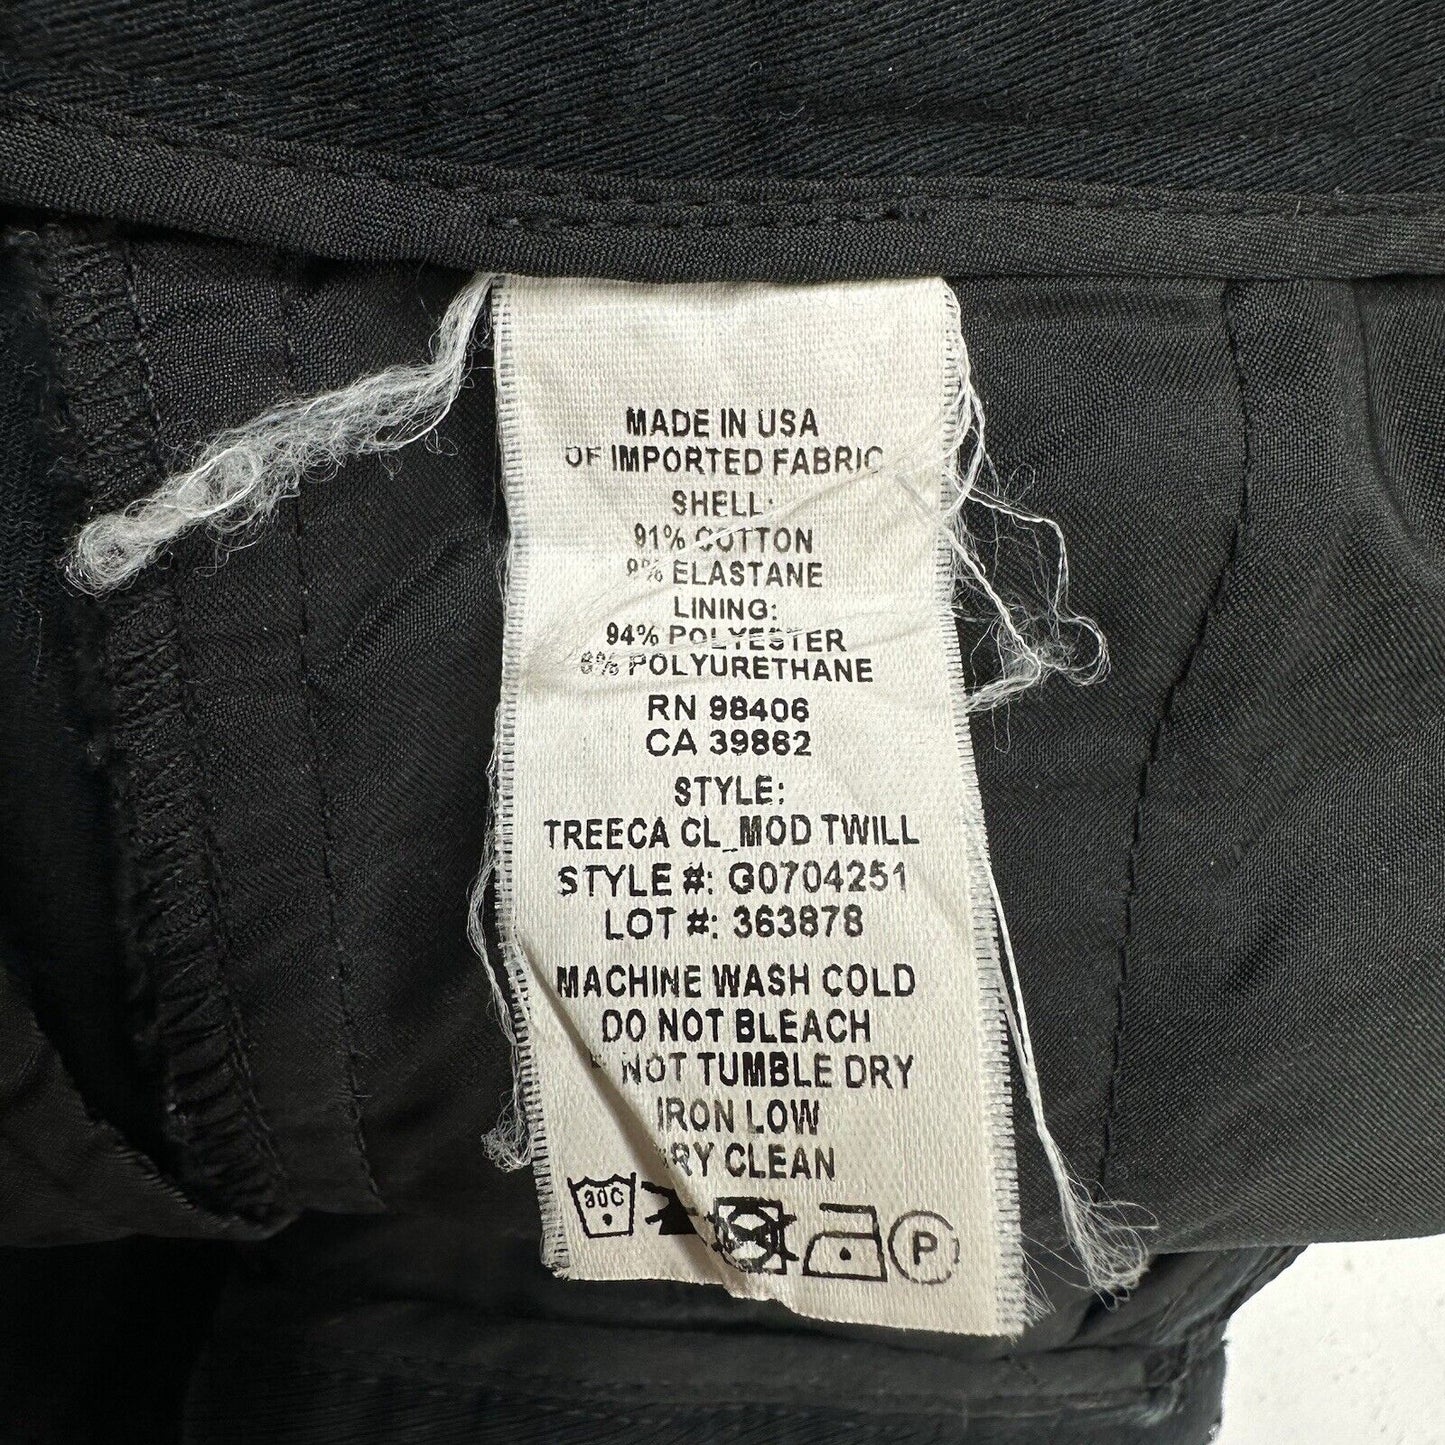 MADE IN USA
OF IMPORTED FABRIC
SHELL:
91% COTTON
9% ELASTANE
LINING:
94% POLYESTER
6% POLYURETHANE
RN 98406
CA 39862
STYLE:
TREECA CL_MOD TWILL
STYLE #: G0704251
LOT #: 363878
MACHINE WASH COLD
DO NOT BLEACH
NOT TUMBLE DRY
IRON LOW
DRY CLEAN
30C P